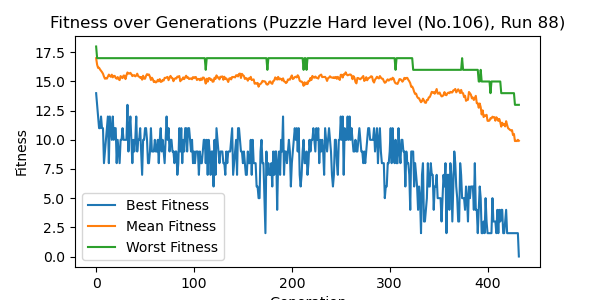 Fitness over Generations (Puzzle Hard level (No.106), Run 88)
Fitness
17.5
15.0
12.5
10.0
7.5
5.0
2.5
0.0
Best Fitness
Mean Fitness
Worst Fitness
0
100
200
300
400
Generation